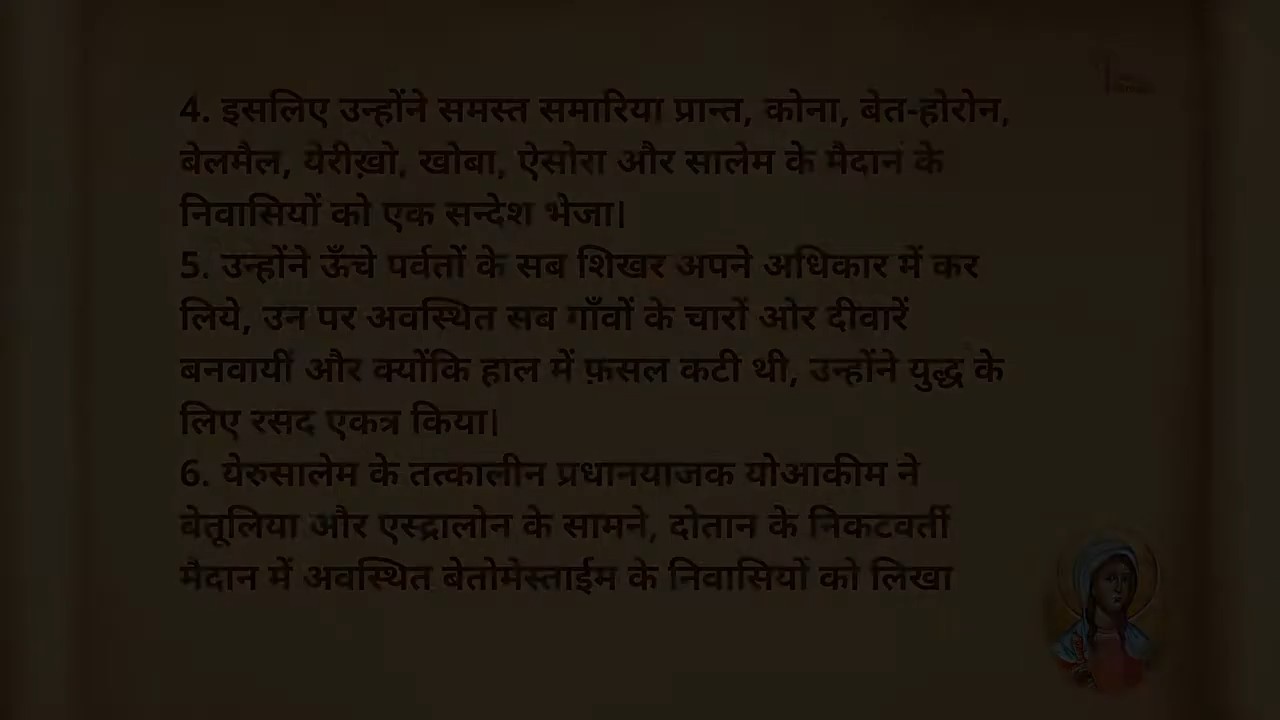 4. इसलिए उन्होंने समस्त समारिया प्रान्त, कोना, बेत-होरोन,
बेलमैल, येरीख़ो, खोबा, ऐसोरा और सालेम के मैदान के
निवासियों को एक सन्देश भेजा।
5. उन्होंने ऊँचे पर्वतों के सब शिखर अपने अधिकार में कर
लिये, उन पर अवस्थित सब गाँवों के चारों ओर दीवारें
बनवायीं और क्योंकि हाल में फ़सल कटी थी, उन्होंने युद्ध के
लिए रसद एकत्र किया।
6. येरुसालेम के तत्कालीन प्रधानयाजक योआकीम ने
बेतूलिया और एस्द्रालोन के सामने, दोतान के निकटवर्ती
मैदान में अवस्थित बेतोमेस्ताईम के निवासियों को लिखा